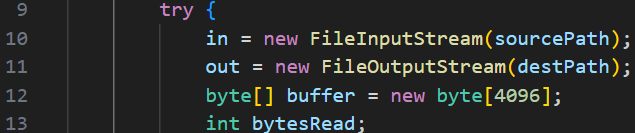 9 try {
10 in = new FileInputStream(sourcePath);
11 out = new FileOutputStream(destPath);
12 byte[] buffer = new byte[4096];
13 int bytesRead;